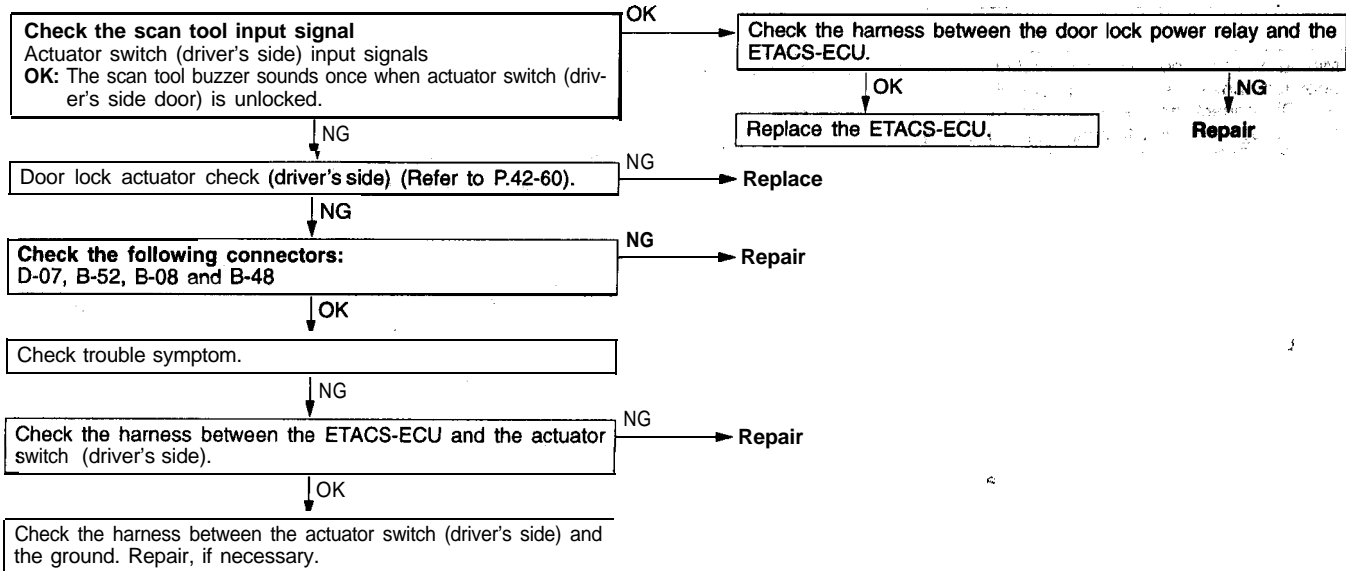 Check the scan tool input signal
Actuator switch (driver's side) input signals
OK: The scan tool buzzer sounds once when actuator switch (driv-
er's side door) is unlocked.
OK
Check the harness between the door lock power relay and the
ETACS-ECU.
OK
NG
Replace the ETACS-ECU.
Repair
NG
Door lock actuator check (driver's side) (Refer to P.42-60).
NG
Replace
NG
Check the following connectors:
D-07, B-52, B-08 and B-48
NG
Repair
OK
Check trouble symptom.
NG
Check the harness between the ETACS-ECU and the actuator
switch (driver's side).
NG
Repair
OK
Check the harness between the actuator switch (driver's side) and
the ground. Repair, if necessary.